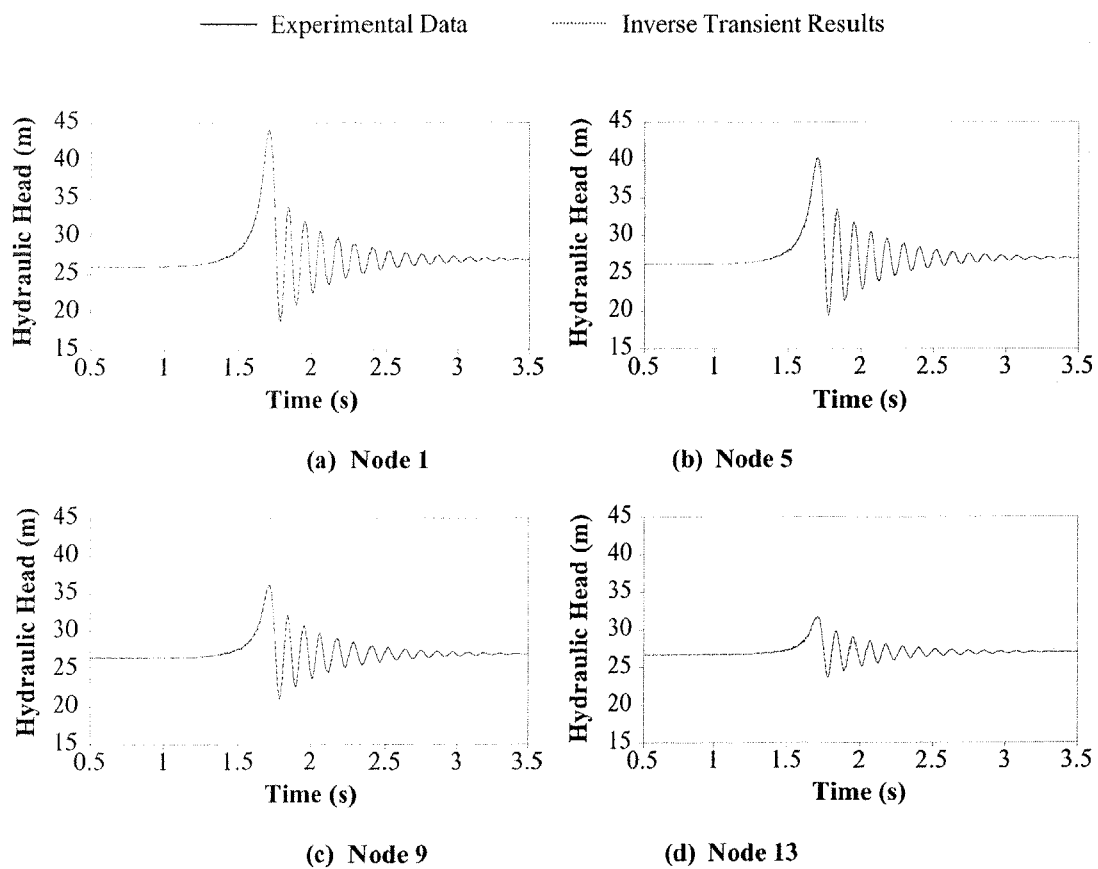 Experimental Data Inverse Transient Results
45
40
35
30
25
20
15
Hydraulic Head (m)
0.5 1 1.5 2 2.5 3 3.5
Time (s)
(a) Node 1
45
40
35
30
25
20
15
Hydraulic Head (m)
0.5 1 1.5 2 2.5 3 3.5
Time (s)
(b) Node 5
45
40
35
30
25
20
15
Hydraulic Head (m)
0.5 1 1.5 2 2.5 3 3.5
Time (s)
(c) Node 9
45
40
35
30
25
20
15
Hydraulic Head (m)
0.5 1 1.5 2 2.5 3 3.5
Time (s)
(d) Node 13